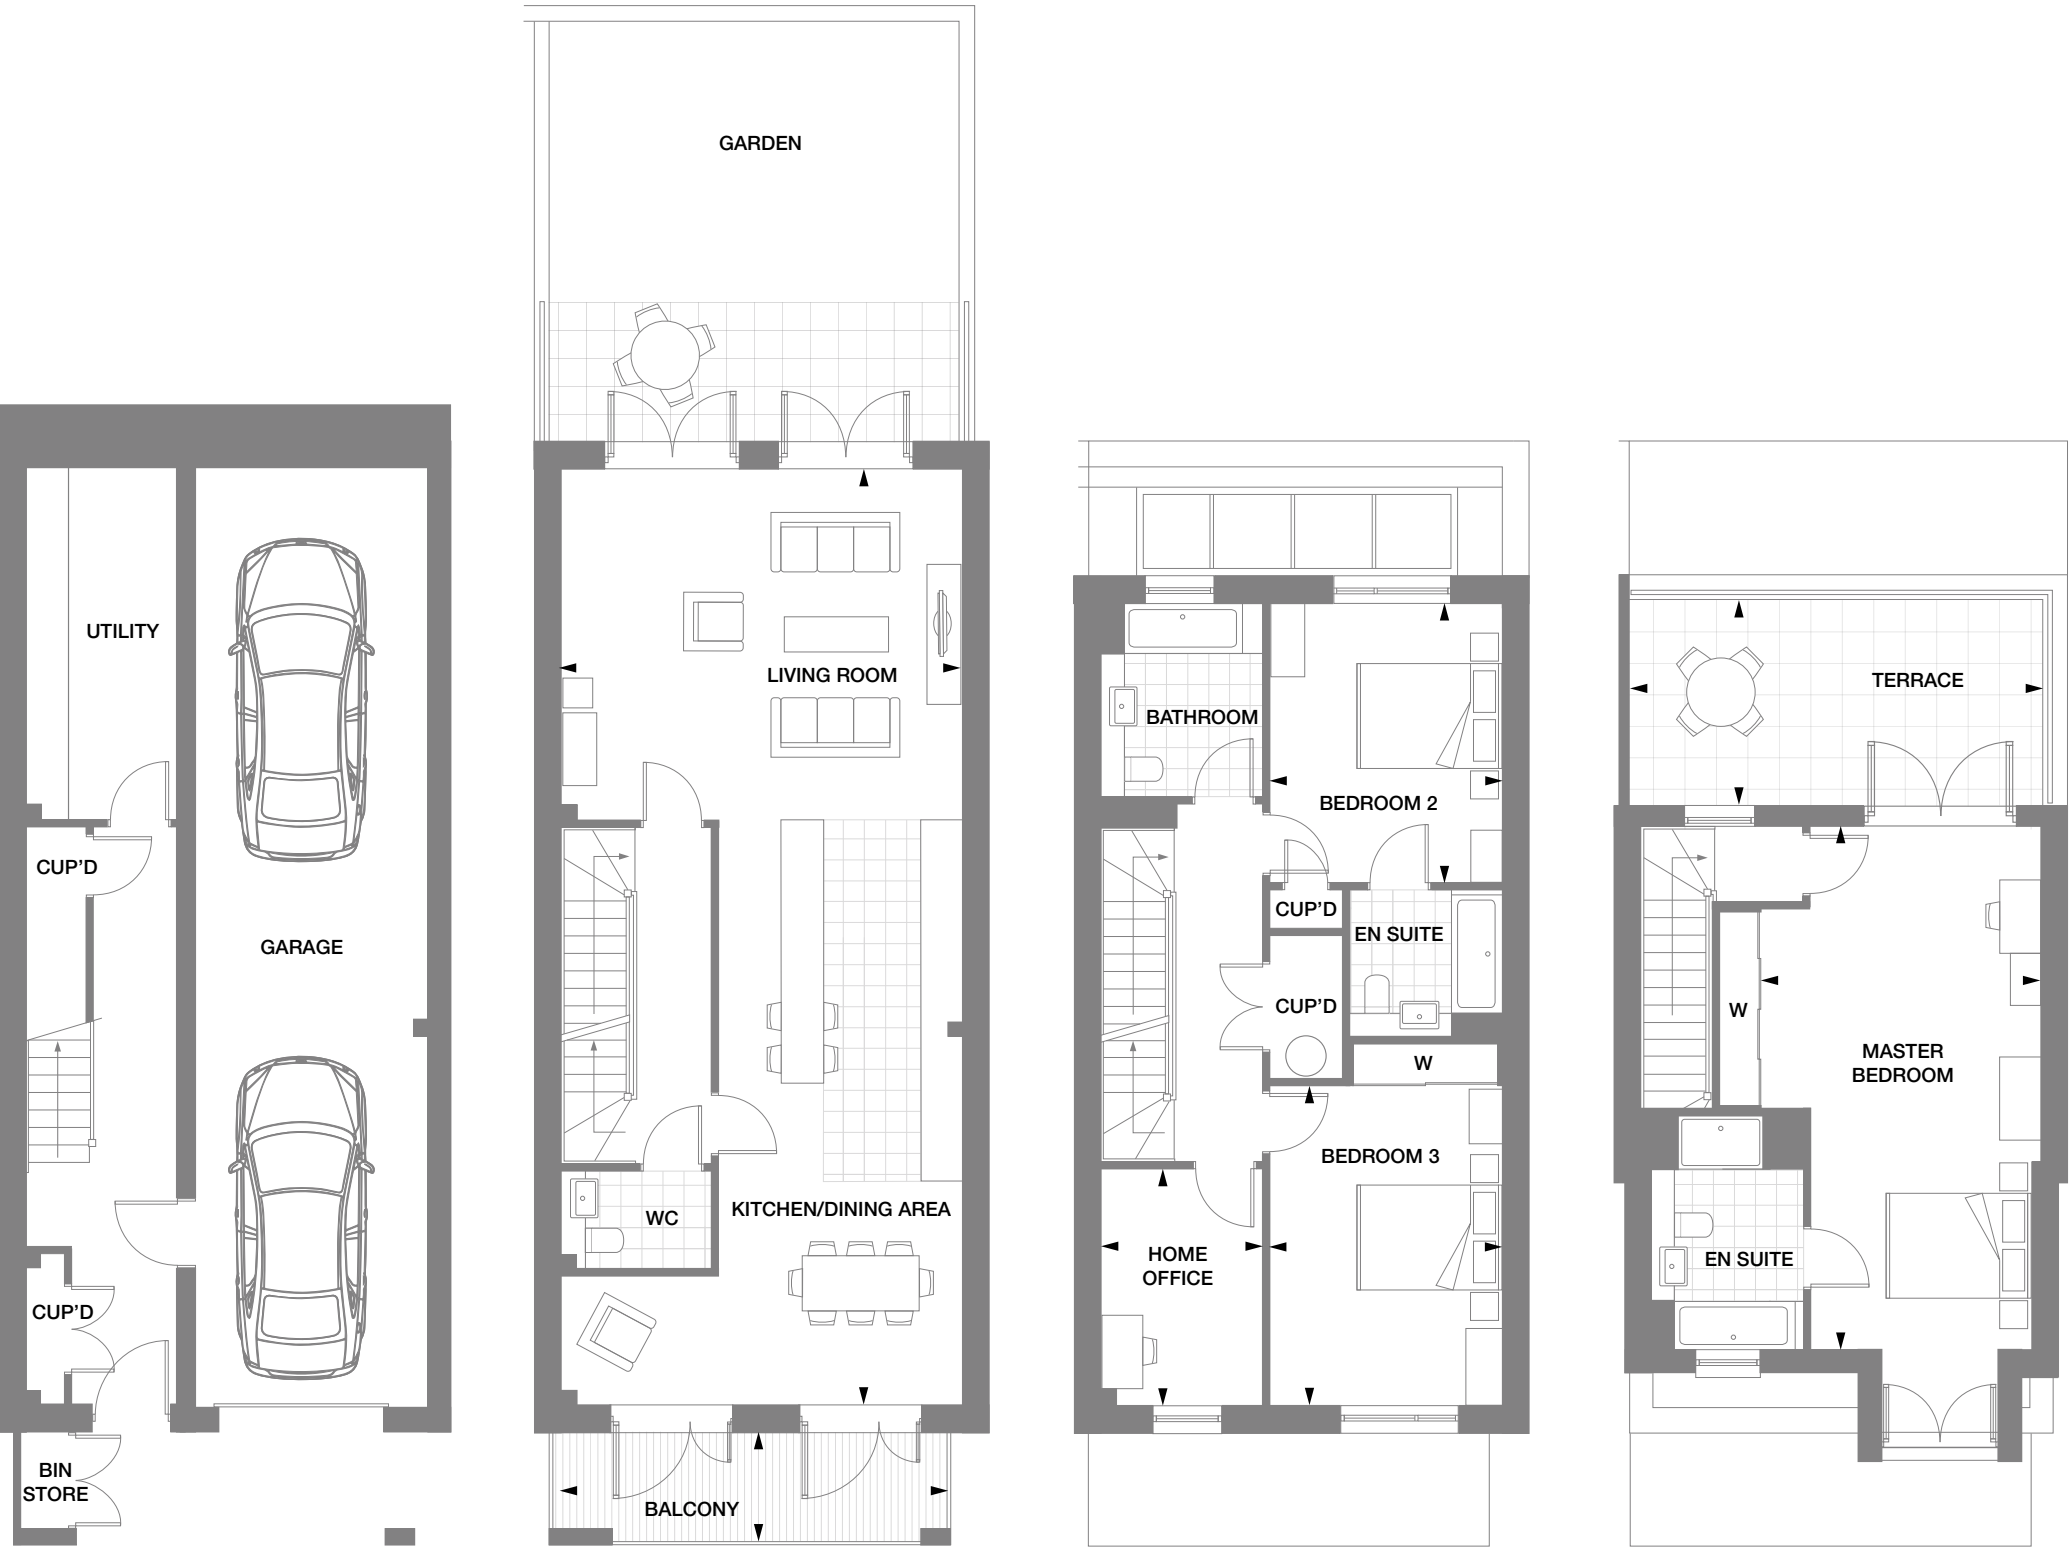 UTILITY
CUP'D
GARAGE
CUP'D
BIN
STORE
GARDEN
LIVING ROOM
WC
KITCHEN/DINING AREA
BALCONY
BATHROOM
BEDROOM 2
CUP'D
EN SUITE
CUP'D
W
BEDROOM 3
HOME
OFFICE
TERRACE
W
MASTER
BEDROOM
EN SUITE